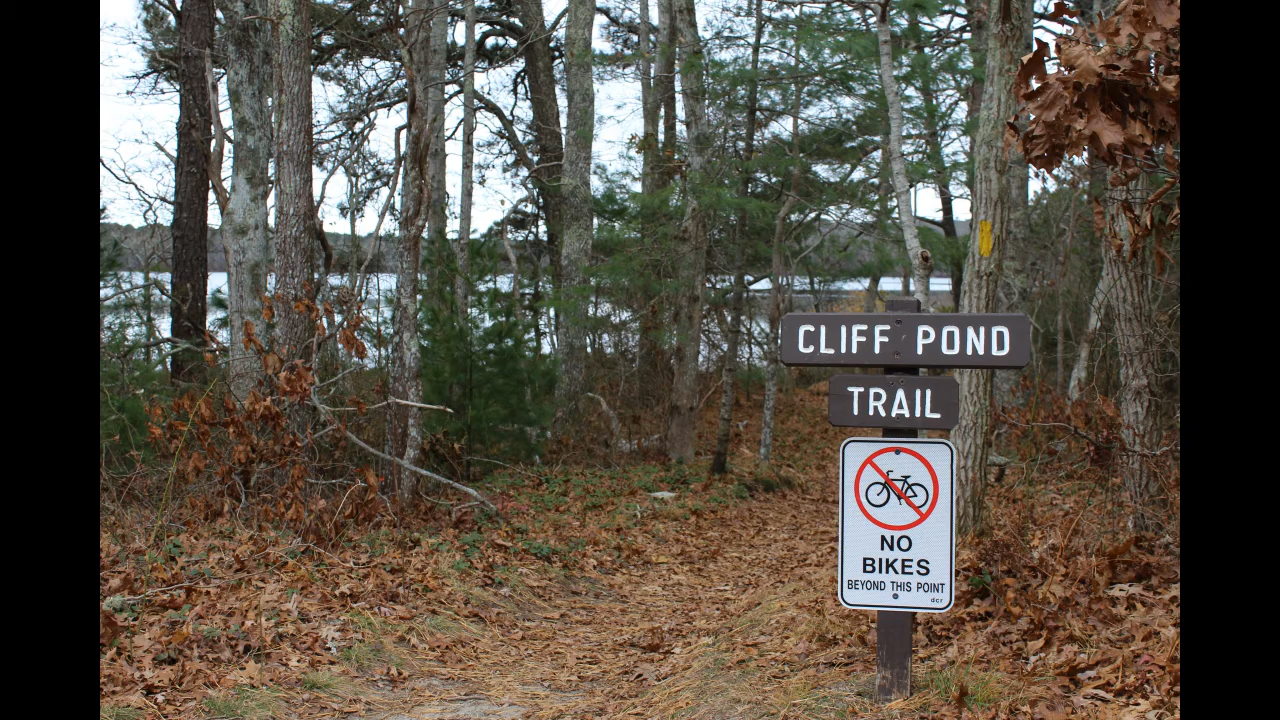 CLIFF POND
TRAIL
NO
BIKES
BEYOND THIS POINT
dcr